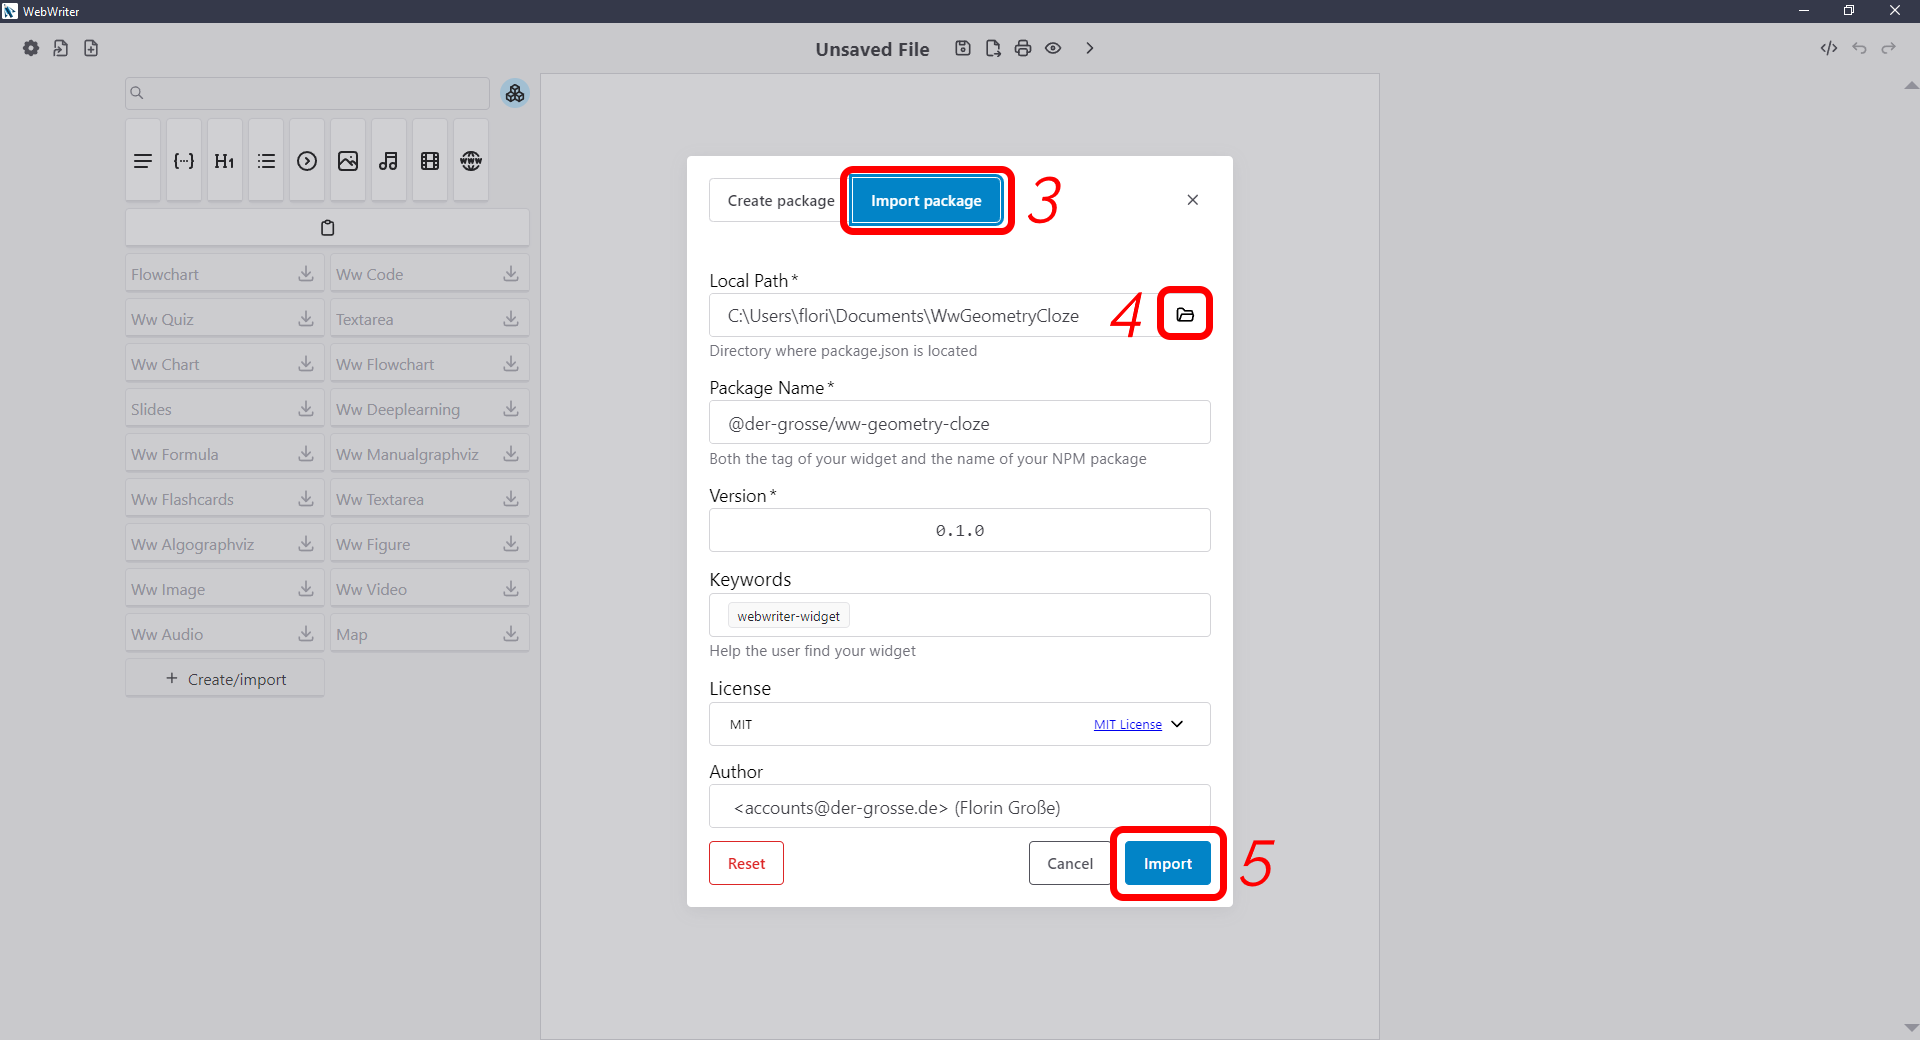 WebWriter
Unsaved File
H1
WWW
Flowchart
Ww Code
Ww Quiz
Textarea
Ww Chart
Ww Flowchart
Slides
Ww Deeplearning
Ww Formula
Ww Manualgraphviz
Ww Flashcards
Ww Textarea
Ww Algographviz
Ww Figure
Ww Image
Ww Video
Ww Audio
Map
+ Create/import
Create package
Import package
3
Local Path *
C:\Users\flori\Documents\WwGeometryCloze
4
Directory where package.json is located
Package Name *
@der-grosse/ww-geometry-cloze
Both the tag of your widget and the name of your NPM package
Version *
0.1.0
Keywords
webwriter-widget
Help the user find your widget
License
MIT
MIT License
Author
<accounts@der-grosse.de> (Florin Große)
Reset
Cancel
Import
5